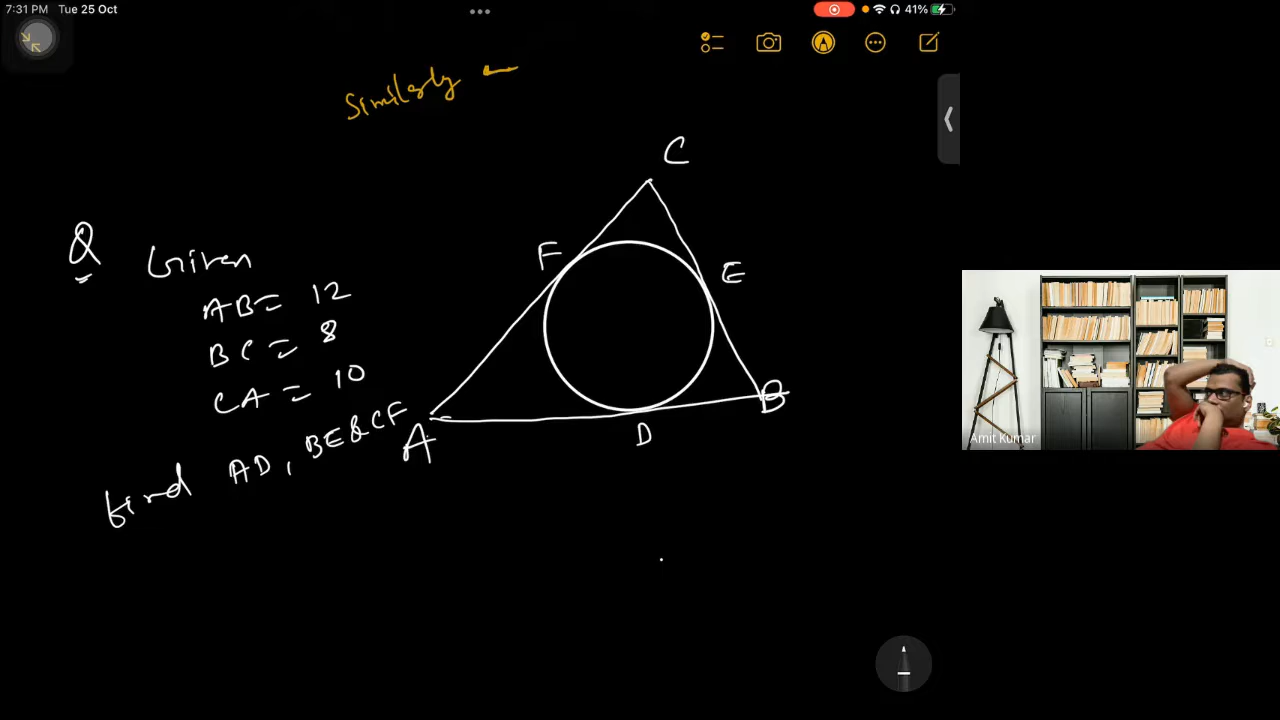 7:31 PM Tue 25 Oct
41%
Similarly
C
Q Given
F
E
AB = 12
BC = 8
CA = 10
A
B
D
find AD, BE & CF
Amit Kumar